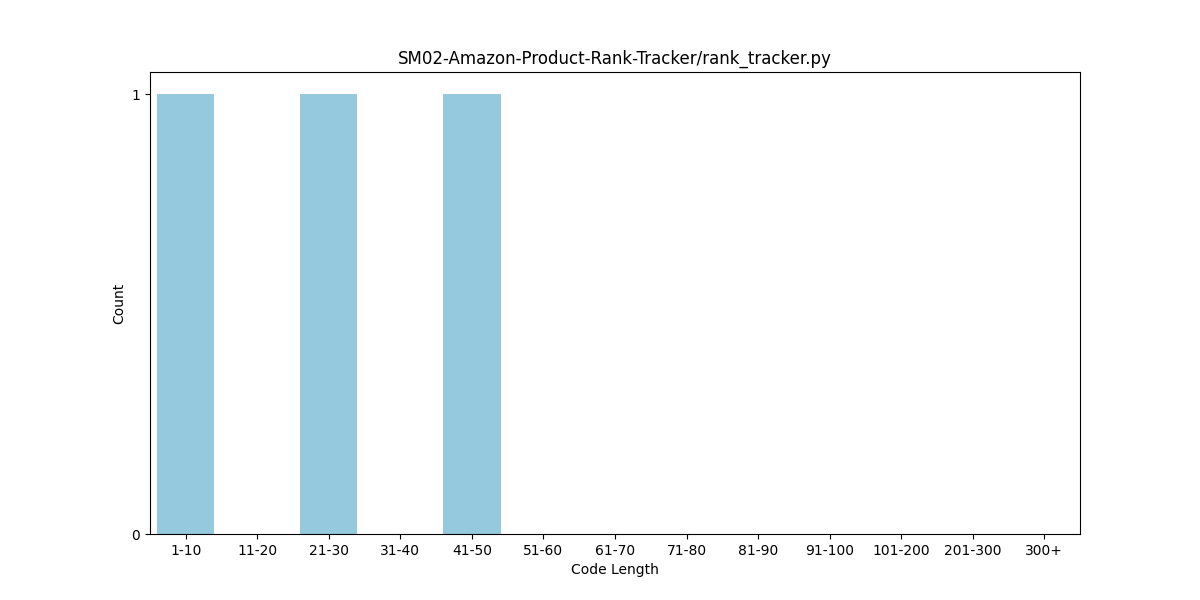 SM02-Amazon-Product-Rank-Tracker/rank_tracker.py
1
Count
0
1-10 11-20 21-30 31-40 41-50 51-60 61-70 71-80 81-90 91-100 101-200 201-300 300+
Code Length